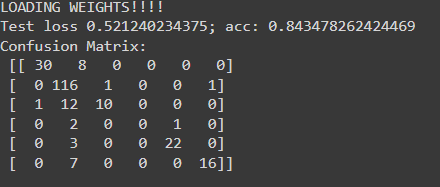 LOADING WEIGHTS!!!!
Test loss 0.521240234375; acc: 0.843478262424469
Confusion Matrix:
[[ 30 8 0 0 0 0]
[ 0 116 1 0 0 1]
[ 1 12 10 0 0 0]
[ 0 2 0 0 1 0]
[ 0 3 0 0 22 0]
[ 0 7 0 0 0 16]]